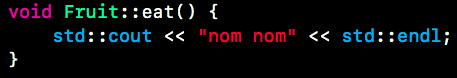 void Fruit::eat() {
    std::cout << "nom nom" << std::endl;
}